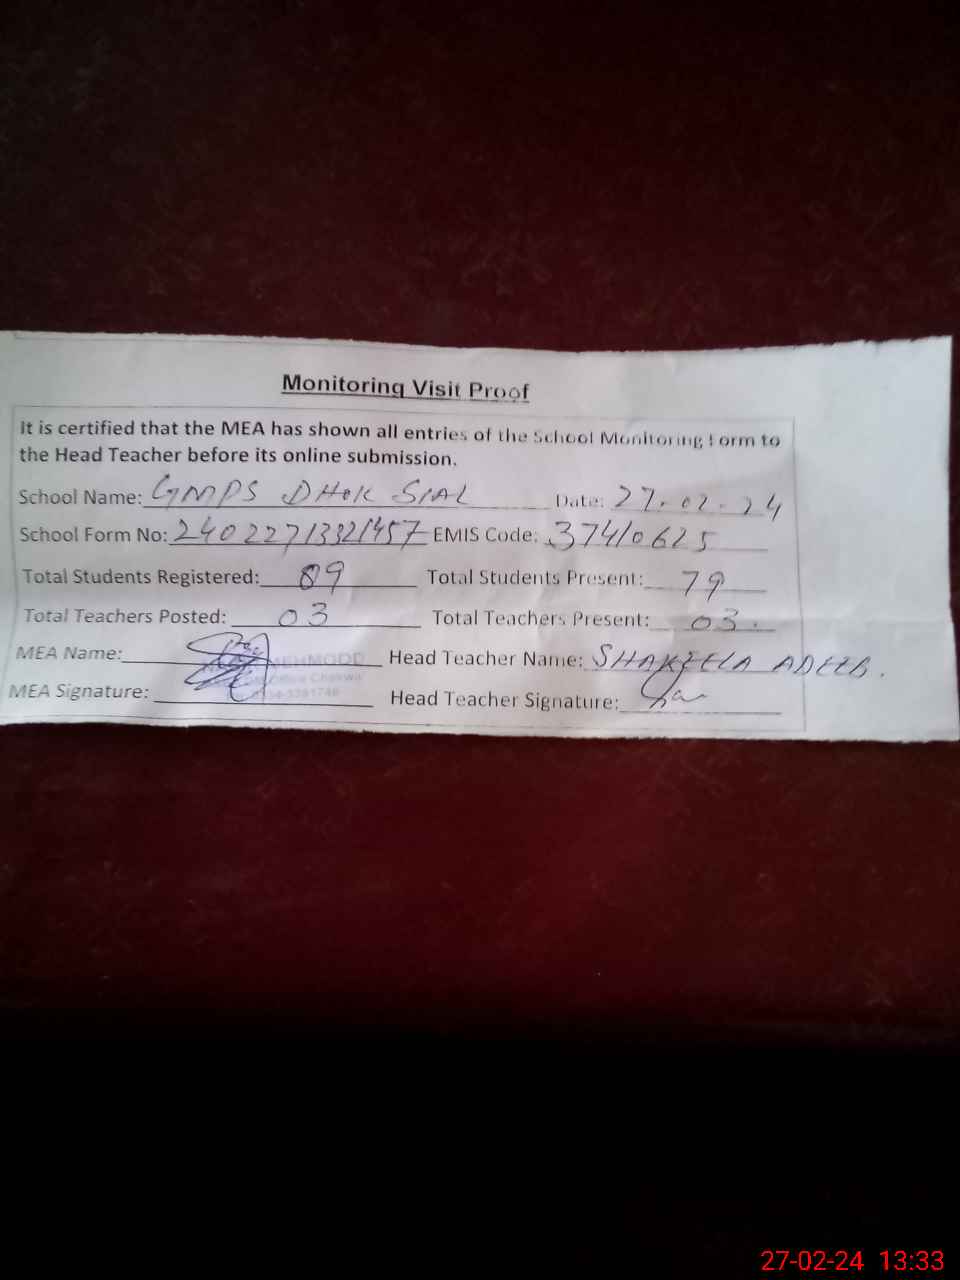 Monitoring Visit Proof
It is certified that the MEA has shown all entries of the School Monitoring Form to
the Head Teacher before its online submission.
School Name: GMPS DHOK SIAL Date: 27.02.24
School Form No: 24022713321457 EMIS Code: 37410625
Total Students Registered: 89 Total Students Present: 79
Total Teachers Posted: 03 Total Teachers Present: 03.
MEA Name: Head Teacher Name: SHAKEELA ADEEB.
MEA Signature: Head Teacher Signature:
27-02-24 13:33